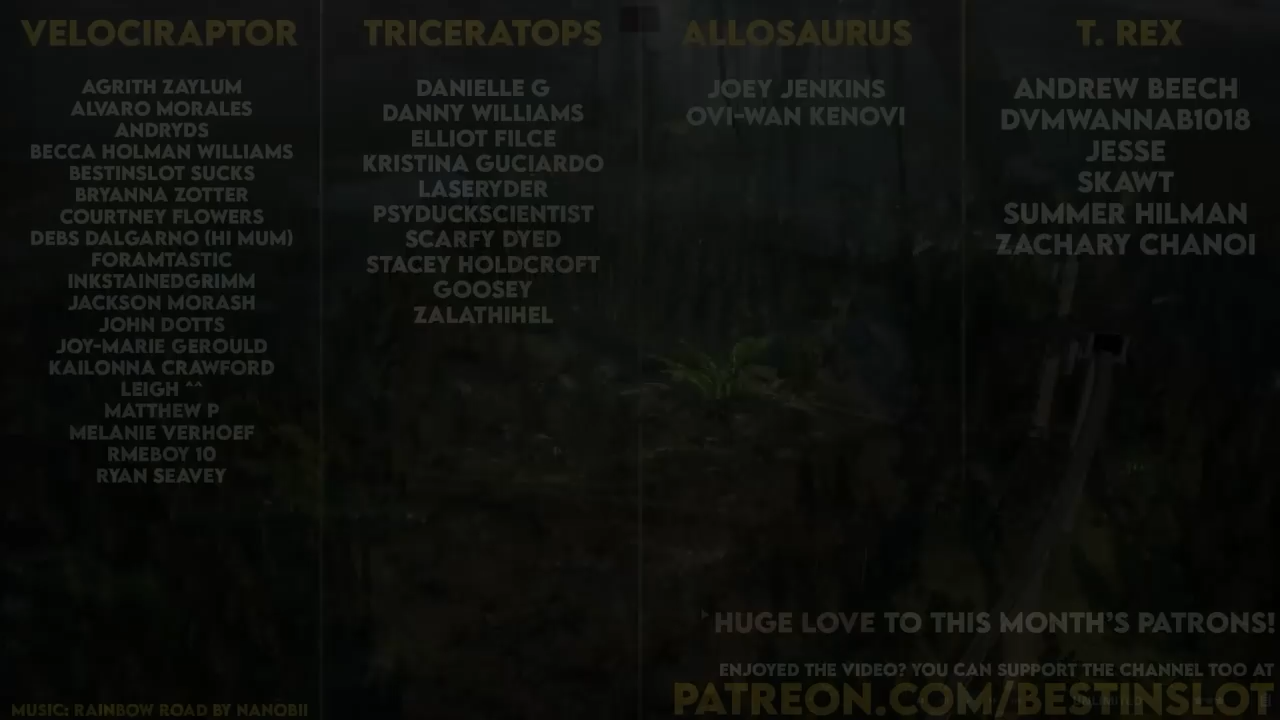 VELOCIRAPTOR
AGRITH ZAYLUM
ALVARO MORALES
ANDRYDS
BECCA HOLMAN WILLIAMS
BESTINSLOT SUCKS
BRYANNA ZOTTER
COURTNEY FLOWERS
DEBS DALGARNO (HI MUM)
FORAMTASTIC
INKSTAINEDGRIMM
JACKSON MORASH
JOHN DOTTS
JOY-MARIE GEROULD
KAILONNA CRAWFORD
LEIGH ^^
MATTHEW P
MELANIE VERHOEF
RMEBOY 10
RYAN SEAVEY
TRICERATOPS
DANIELLE G
DANNY WILLIAMS
ELLIOT FILCE
KRISTINA GUCIARDO
LASERYDER
PSYDUCKSCIENTIST
SCARFY DYED
STACEY HOLDCROFT
GOOSEY
ZALATHIHEL
ALLOSAURUS
JOEY JENKINS
OVI-WAN KENOVI
T. REX
ANDREW BEECH
DVMWANNAB1018
JESSE
SKAWT
SUMMER HILMAN
ZACHARY CHANOI
HUGE LOVE TO THIS MONTH'S PATRONS!
ENJOYED THE VIDEO? YOU CAN SUPPORT THE CHANNEL TOO AT
PATREON.COM/BESTINSLOT
MUSIC: RAINBOW ROAD BY NANOBII